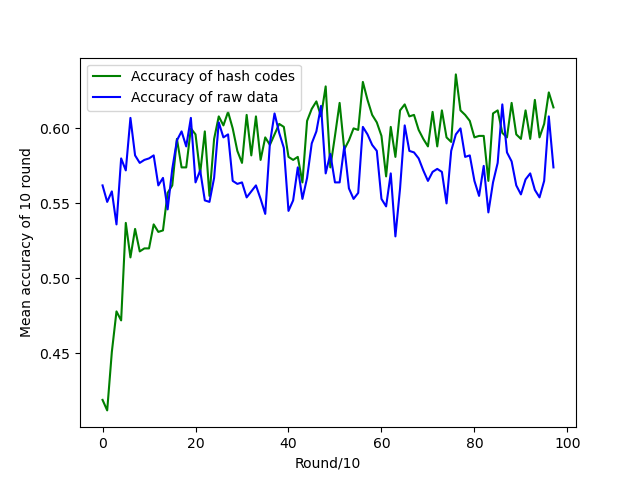 Accuracy of hash codes
Accuracy of raw data
0.60
0.55
0.50
0.45
Mean accuracy of 10 round
0 20 40 60 80 100
Round/10